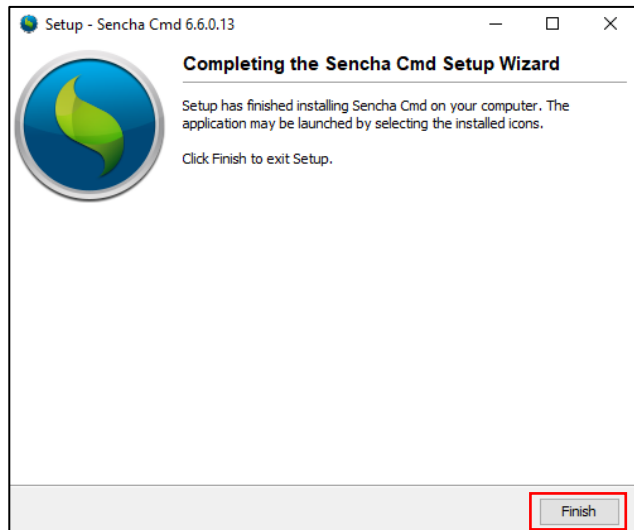 Setup - Sencha Cmd 6.6.0.13
Completing the Sencha Cmd Setup Wizard
Setup has finished installing Sencha Cmd on your computer. The
application may be launched by selecting the installed icons.
Click Finish to exit Setup.
Finish